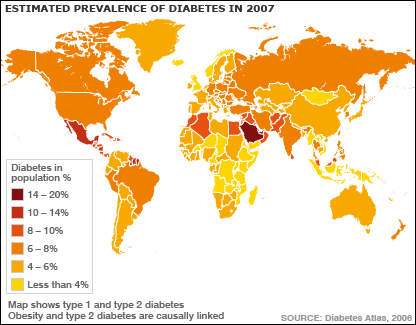 ESTIMATED PREVALENCE OF DIABETES IN 2007
Diabetes in
population %
14 – 20%
10 – 14%
8 – 10%
6 – 8%
4 – 6%
Less than 4%
Map shows type 1 and type 2 diabetes
Obesity and type 2 diabetes are causally linked
SOURCE: Diabetes Atlas, 2006